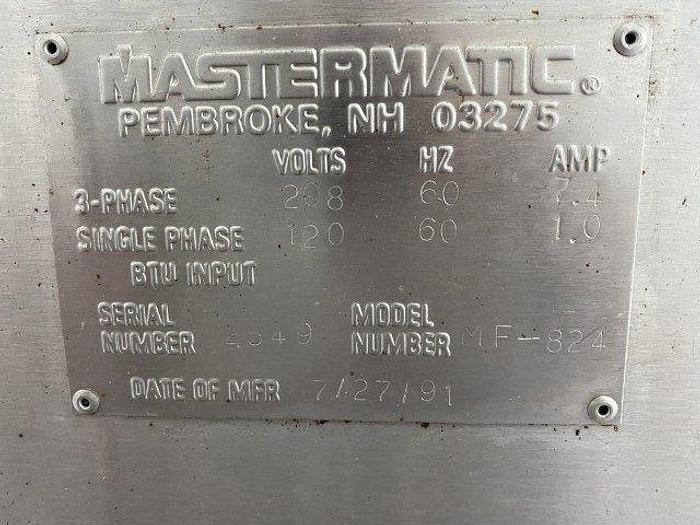 MASTERMATIC®
PEMBROKE, NH 03275
VOLTS HZ AMP
3-PHASE 208 60 7.4
SINGLE PHASE 120 60 1.0
BTU INPUT
SERIAL NUMBER 2349 MODEL NUMBER MF-824
DATE OF MFR 7/27/91